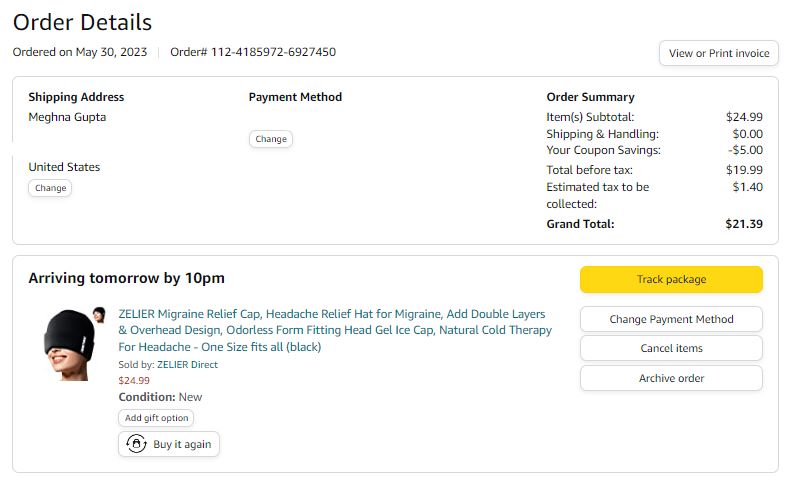 Order Details
Ordered on May 30, 2023 Order# 112-4185972-6927450
View or Print invoice
Shipping Address
Meghna Gupta
United States
Change
Payment Method
Change
Order Summary
Item(s) Subtotal: $24.99
Shipping & Handling: $0.00
Your Coupon Savings: -$5.00
Total before tax: $19.99
Estimated tax to be $1.40
collected:
Grand Total: $21.39
Arriving tomorrow by 10pm
ZELIER Migraine Relief Cap, Headache Relief Hat for Migraine, Add Double Layers
& Overhead Design, Odorless Form Fitting Head Gel Ice Cap, Natural Cold Therapy
For Headache - One Size fits all (black)
Sold by: ZELIER Direct
$24.99
Condition: New
Add gift option
Buy it again
Track package
Change Payment Method
Cancel items
Archive order